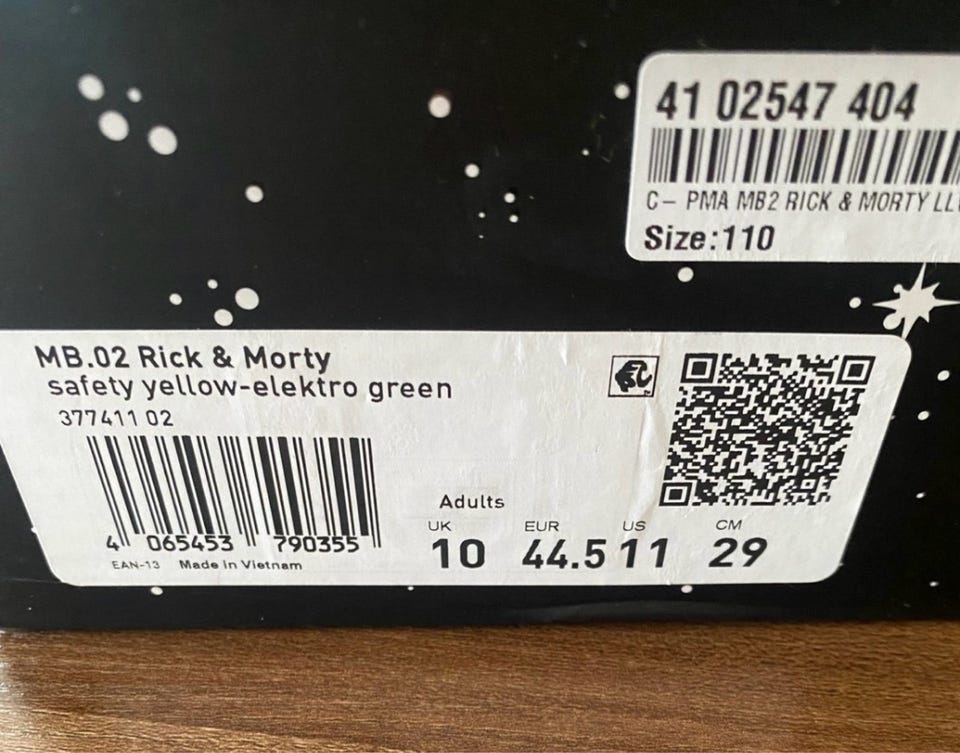 41 02547 404
C- PMA MB2 RICK & MORTY
Size:110
MB.02 Rick & Morty
safety yellow-elektro green
377411 02
4 065453 790355
EAN-13 Made in Vietnam
Adults
UK EUR US CM
10 44.5 11 29